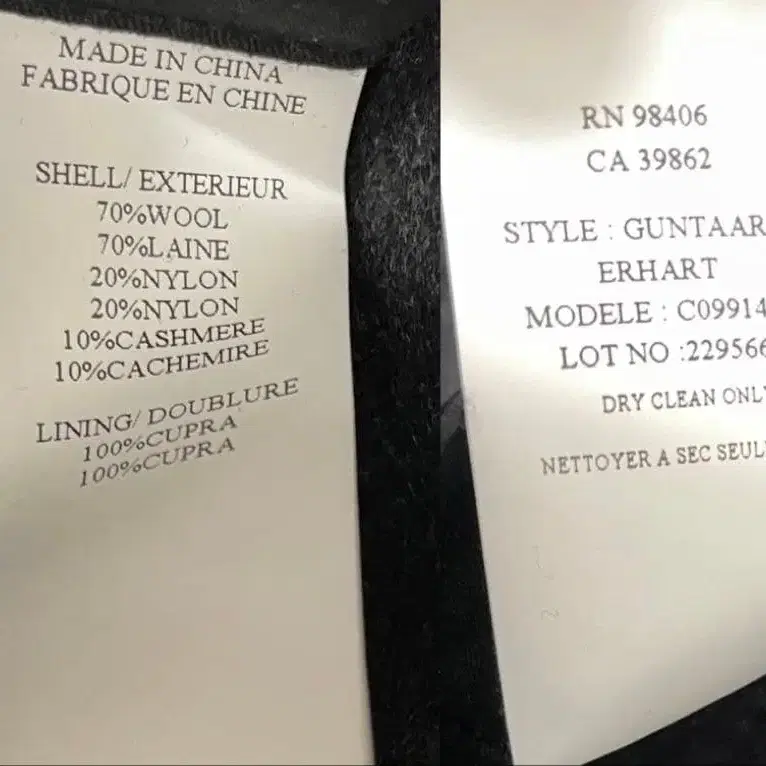 MADE IN CHINA
FABRIQUE EN CHINE
SHELL/ EXTERIEUR
70%WOOL
70%LAINE
20%NYLON
20%NYLON
10%CASHMERE
10%CACHEMIRE
LINING/ DOUBLURE
100%CUPRA
100%CUPRA
RN 98406
CA 39862
STYLE : GUNTAAR
ERHART
MODELE : C09914
LOT NO :229566
DRY CLEAN ONL
NETTOYER A SEC SEUL